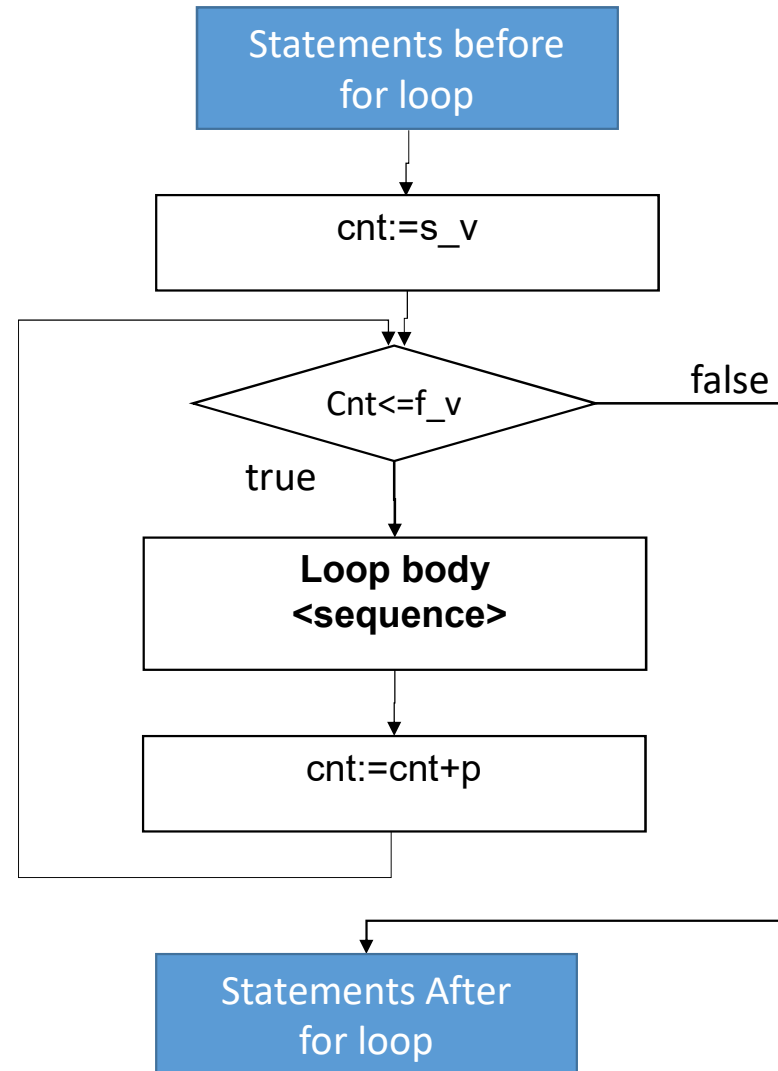 Statements before
for loop
cnt:=s_v
Cnt<=f_v
false
true
Loop body
<sequence>
cnt:=cnt+p
Statements After
for loop